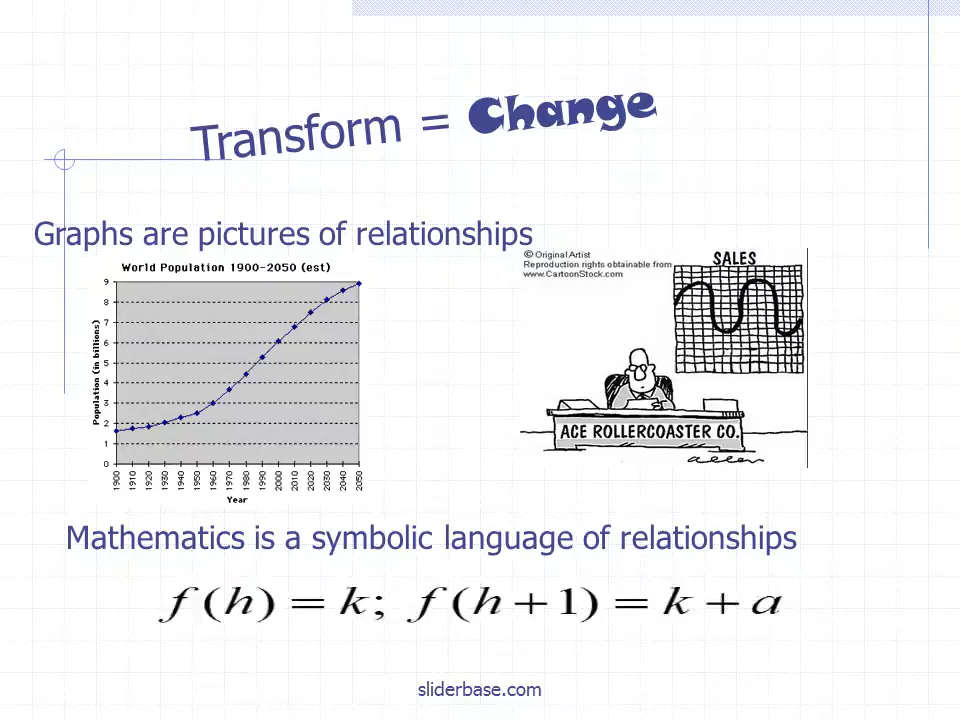 Transform = Change
Graphs are pictures of relationships
World Population 1900-2050 (est)
Population (in billions)
9
8
7
6
5
4
3
2
1
0
1900
1910
1920
1930
1940
1950
1960
1970
1980
1990
2000
2010
2020
2030
2040
2050
Year
© Original Artist
Reproduction rights obtainable from
www.CartoonStock.com
SALES
ACE ROLLERCOASTER CO.
Mathematics is a symbolic language of relationships
f(h) = k; f(h+1) = k + a
sliderbase.com